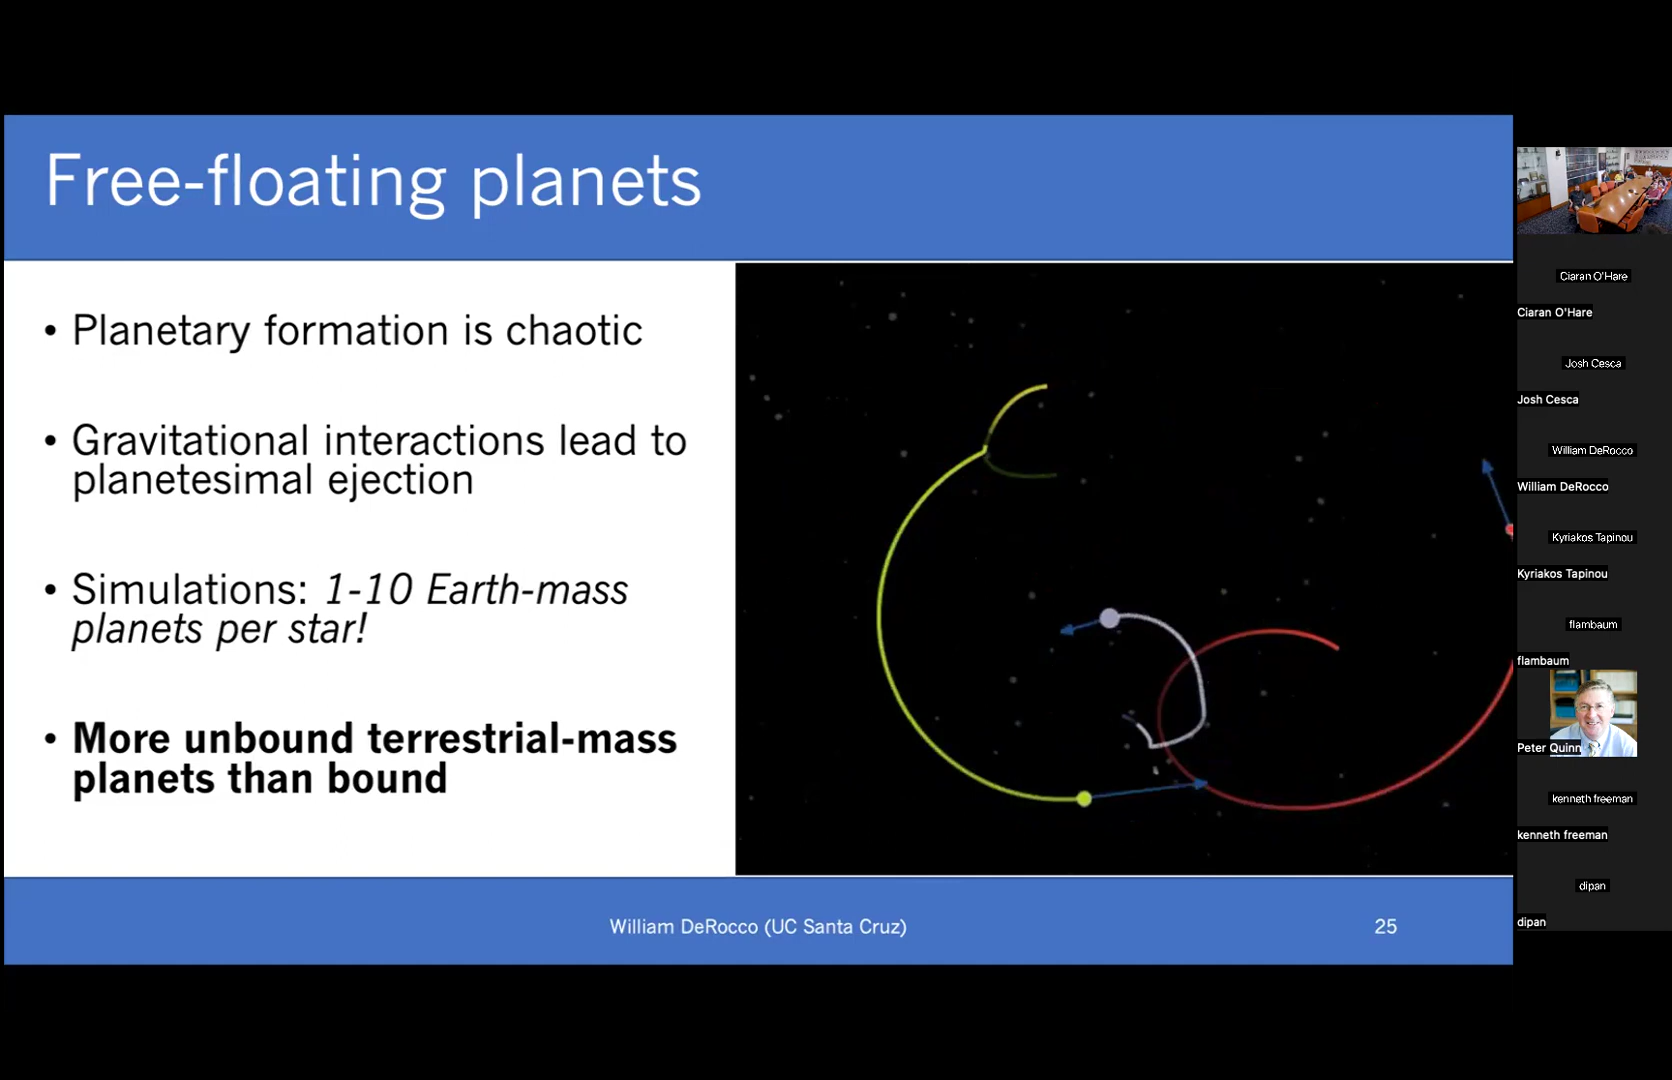 Free-floating planets
• Planetary formation is chaotic
• Gravitational interactions lead to
planetesimal ejection
• Simulations: 1-10 Earth-mass
planets per star!
• More unbound terrestrial-mass
planets than bound
William DeRocco (UC Santa Cruz)
25
Ciaran O'Hare
Ciaran O'Hare
Josh Cesca
Josh Cesca
William DeRocco
William DeRocco
Kyriakos Tapinou
Kyriakos Tapinou
flambaum
flambaum
Peter Quinn
kenneth freeman
kenneth freeman
dipan
dipan